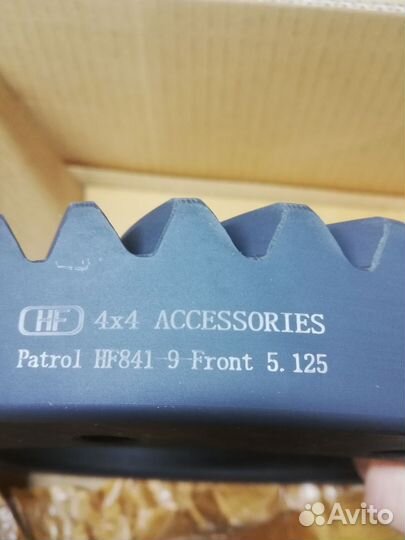 HF 4x4 ACCESSORIES
Patrol HF841-9 Front 5.125
Avito